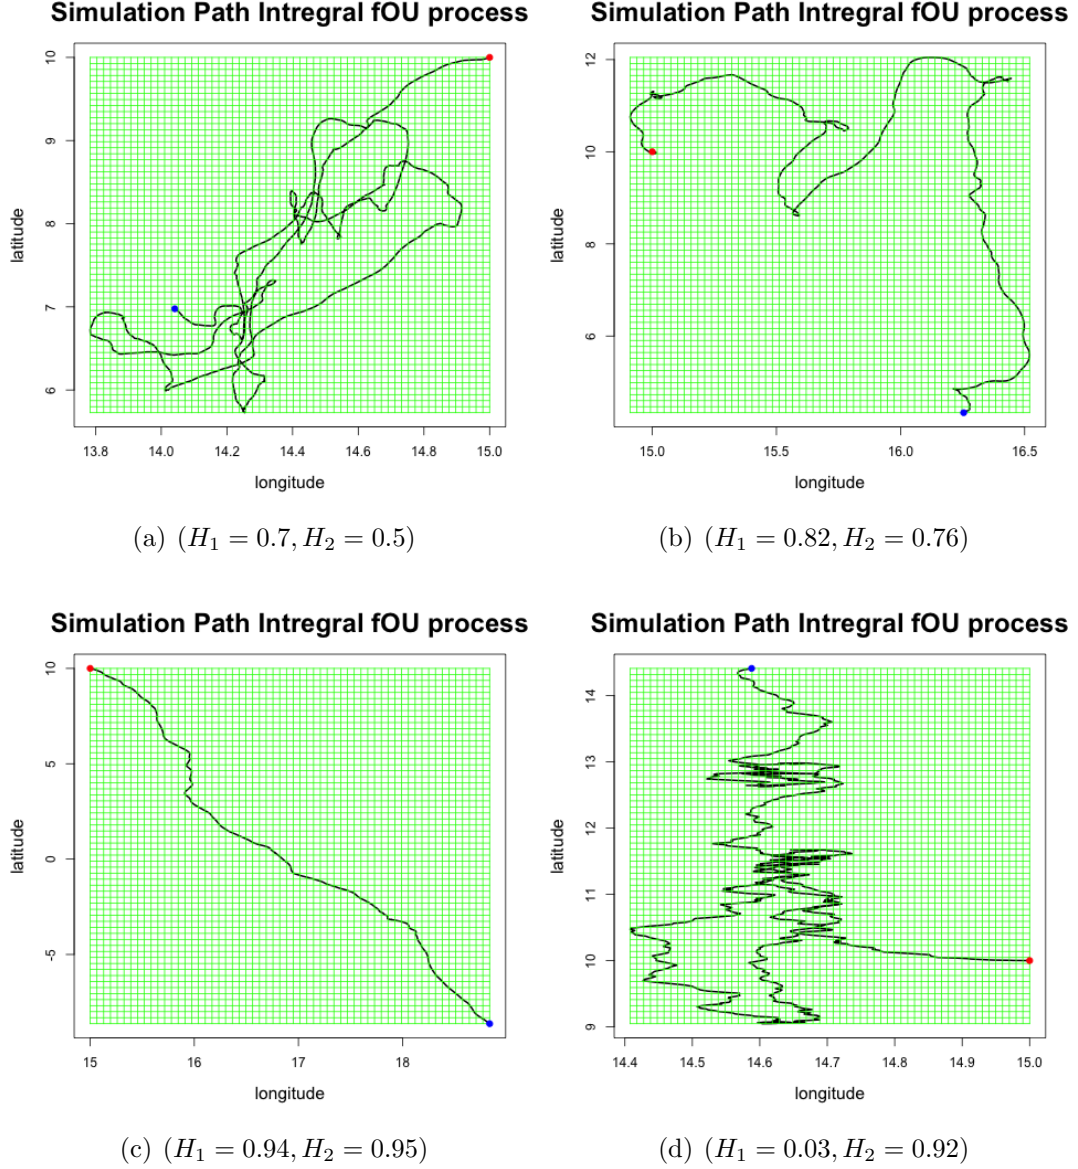 Simulation Path Intregral fOU process
latitude
10
9
8
7
6
13.8 14.0 14.2 14.4 14.6 14.8 15.0
longitude
(a) (H₁ = 0.7, H₂ = 0.5)
Simulation Path Intregral fOU process
latitude
12
10
8
6
15.0 15.5 16.0 16.5
longitude
(b) (H₁ = 0.82, H₂ = 0.76)
Simulation Path Intregral fOU process
latitude
10
5
0
-5
15 16 17 18
longitude
(c) (H₁ = 0.94, H₂ = 0.95)
Simulation Path Intregral fOU process
latitude
14
13
12
11
10
9
14.4 14.5 14.6 14.7 14.8 14.9 15.0
longitude
(d) (H₁ = 0.03, H₂ = 0.92)